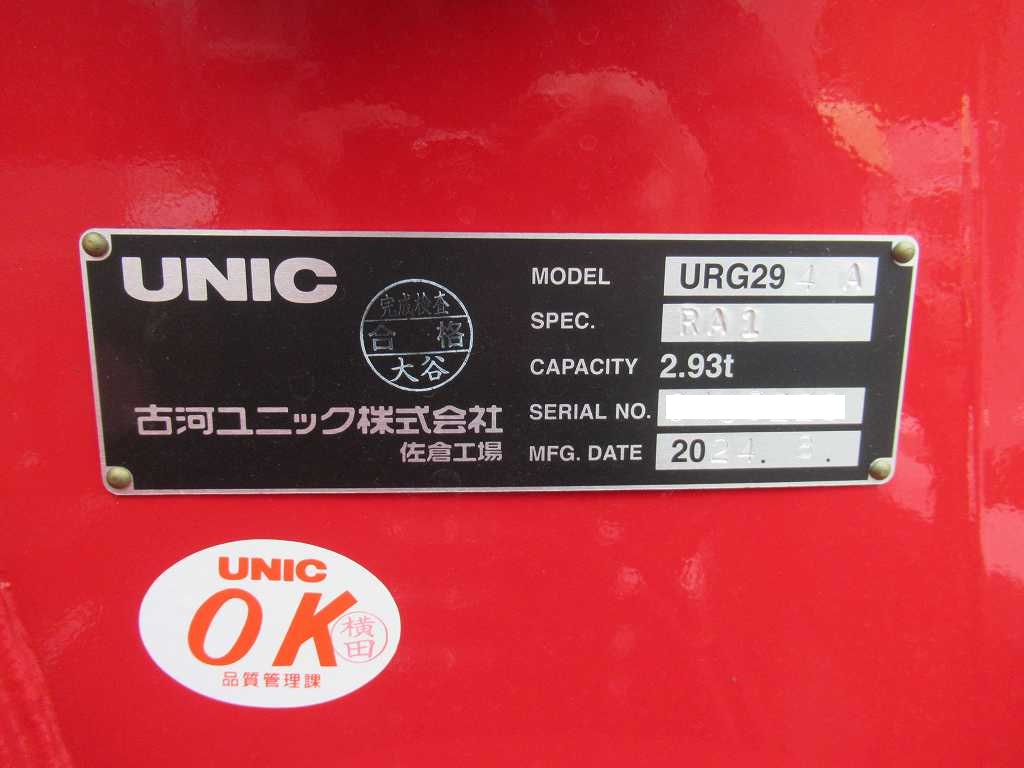 UNIC
完成検査
合格
大谷
古河ユニック株式会社
佐倉工場
MODEL URG29 4 A
SPEC. RA1
CAPACITY 2.93t
SERIAL NO.
MFG. DATE 2024. 3.
UNIC
OK
横田
品質管理課